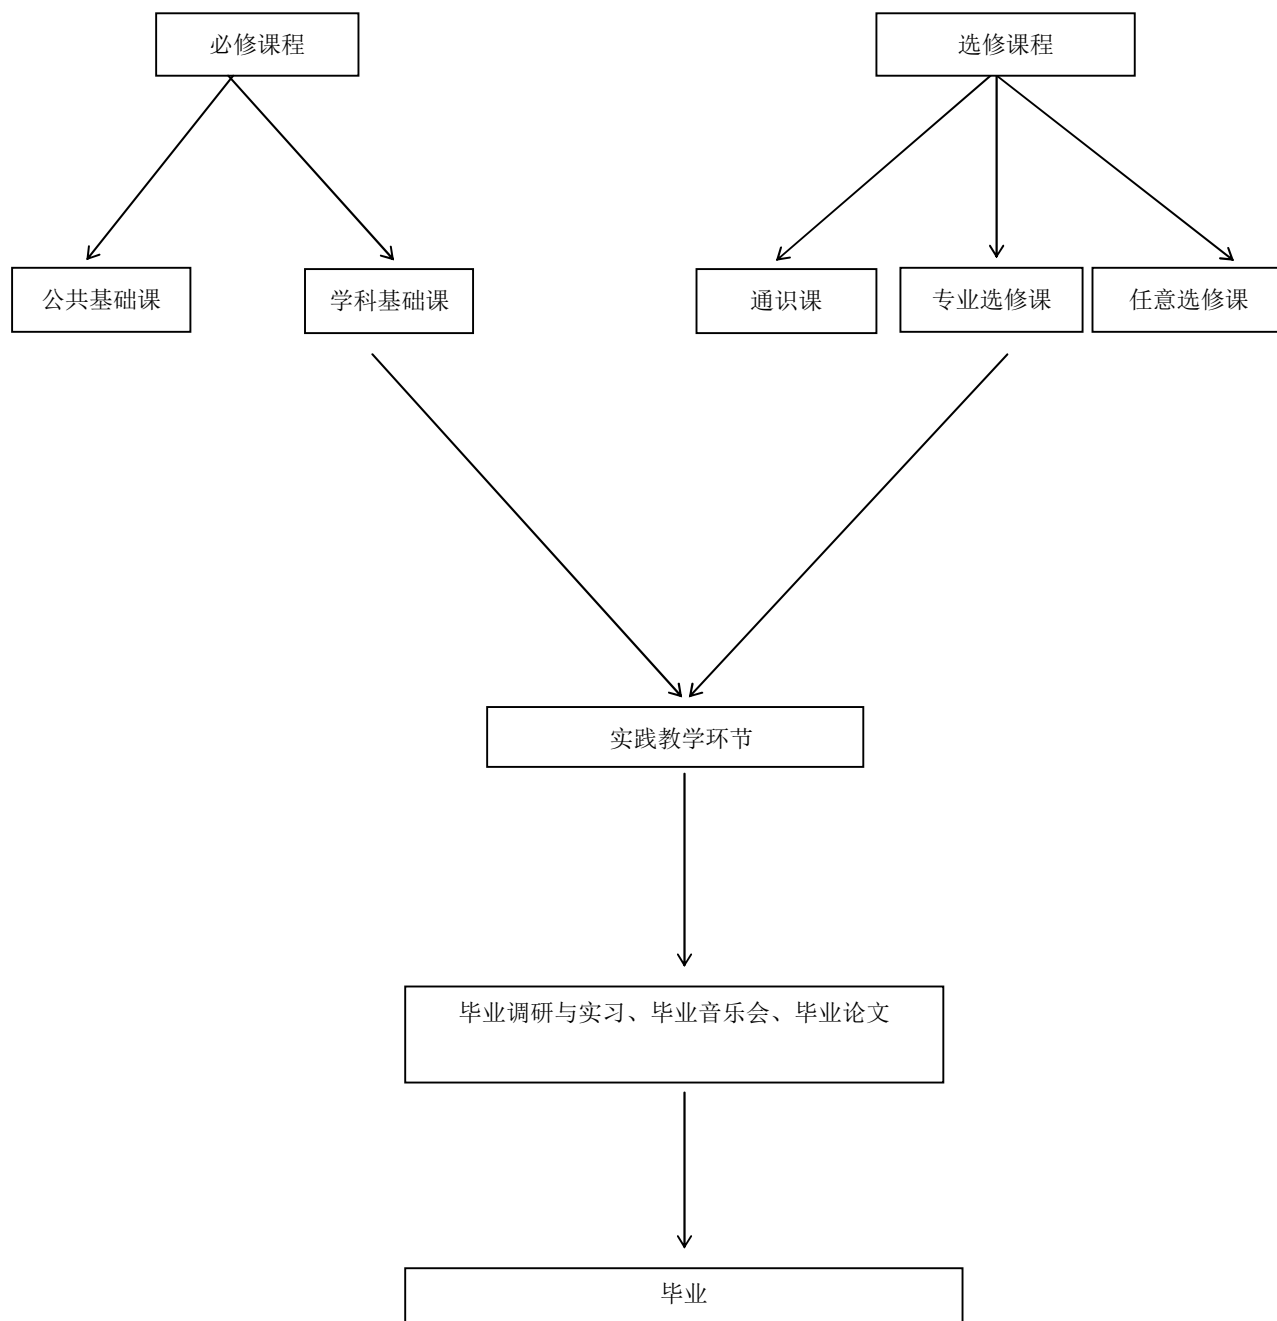 必修课程
选修课程
公共基础课
学科基础课
通识课
专业选修课
任意选修课
实践教学环节
毕业调研与实习、毕业音乐会、毕业论文
毕业